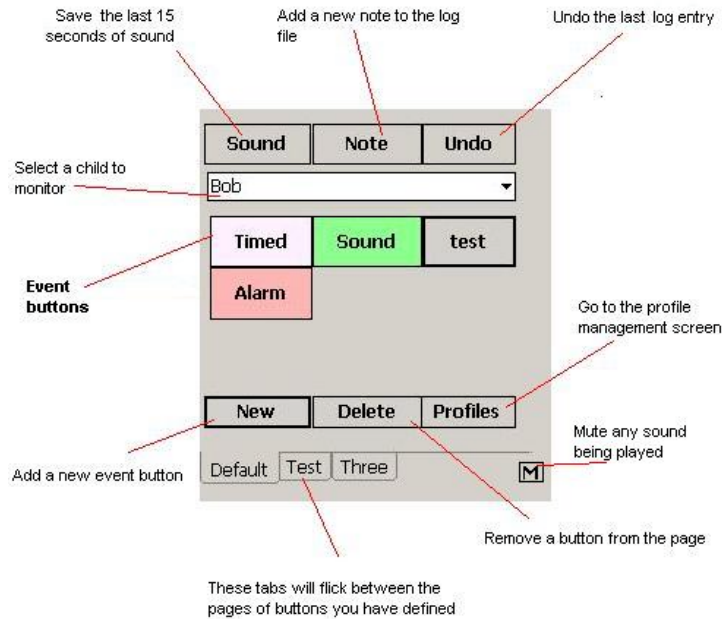 Save the last 15
seconds of sound
Add a new note to the log
file
Undo the last log entry
Sound
Note
Undo
Select a child to
monitor
Bob
Timed
Sound
test
Event
buttons
Alarm
Go to the profile
management screen
New
Delete
Profiles
Mute any sound
being played
Add a new event button
Default
Test
Three
M
Remove a button from the page
These tabs will flick between the
pages of buttons you have defined